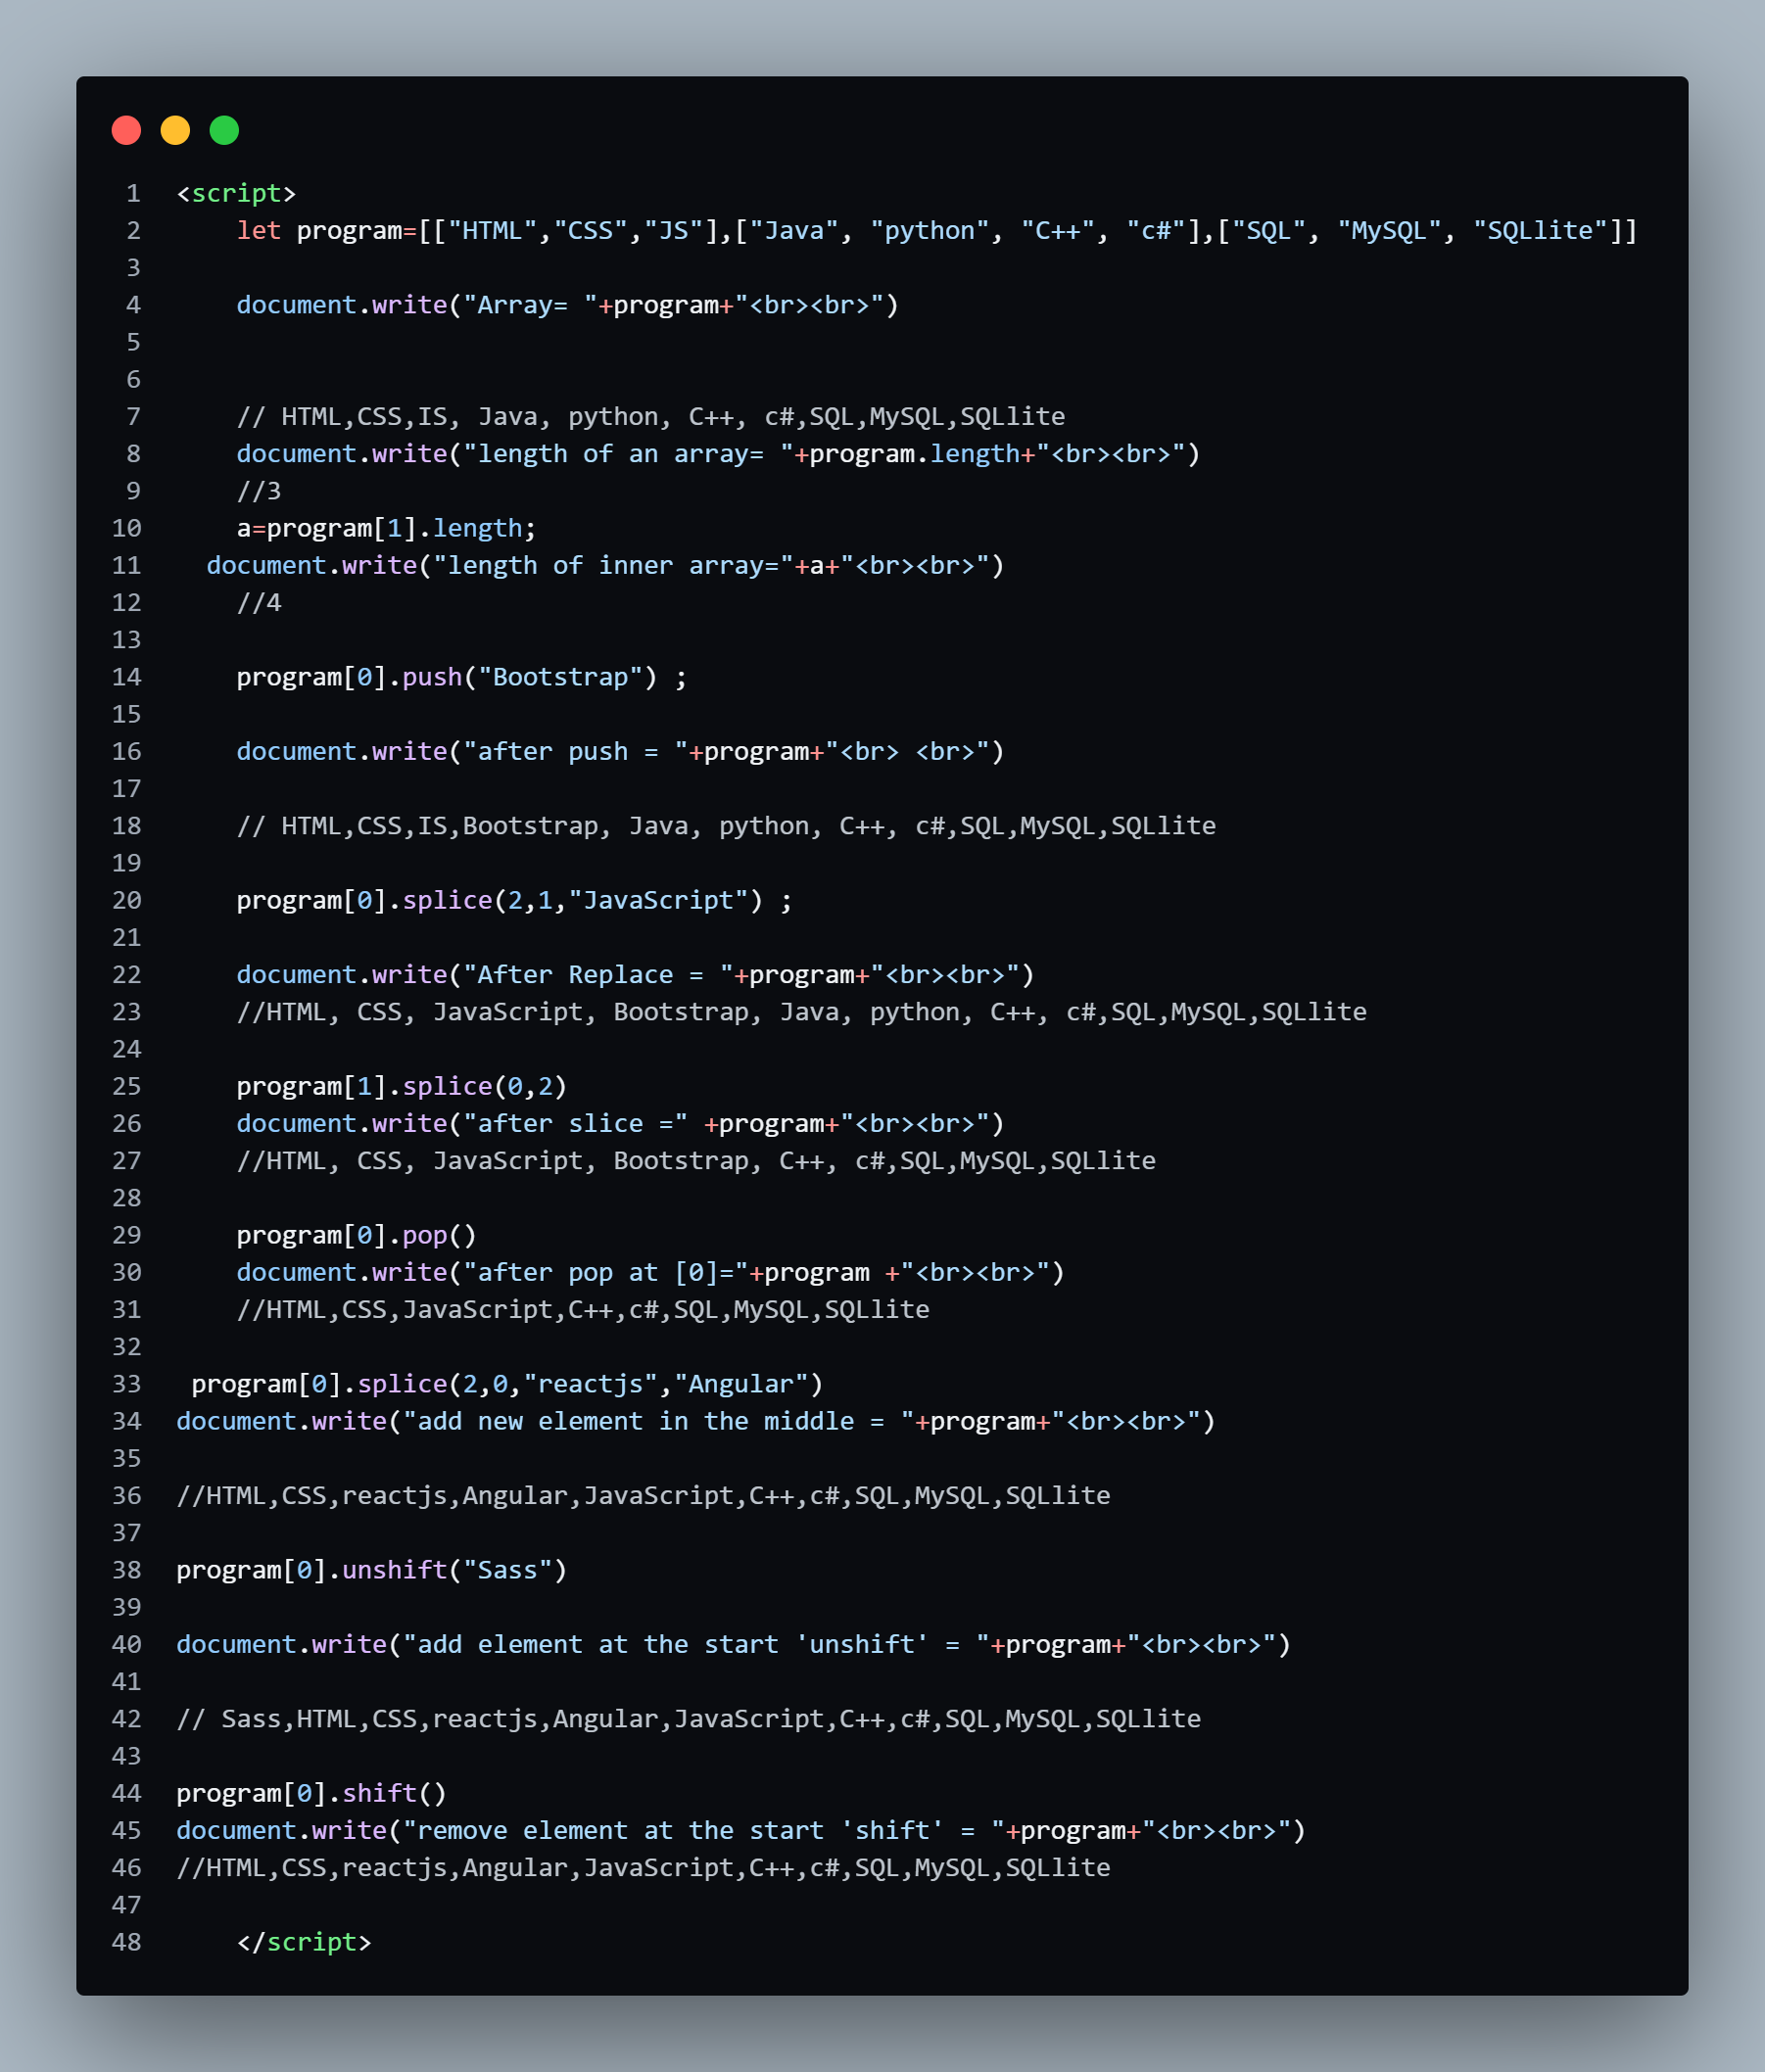 1 <script>
2 let program=[["HTML","CSS","JS"],["Java", "python", "C++", "c#"],["SQL", "MySQL", "SQLlite"]]
3
4 document.write("Array= "+program+"<br><br>")
5
6
7 // HTML,CSS,IS, Java, python, C++, c#,SQL,MySQL,SQLlite
8 document.write("length of an array= "+program.length+"<br><br>")
9 //3
10 a=program[1].length;
11 document.write("length of inner array="+a+"<br><br>")
12 //4
13
14 program[0].push("Bootstrap") ;
15
16 document.write("after push = "+program+"<br> <br>")
17
18 // HTML,CSS,IS,Bootstrap, Java, python, C++, c#,SQL,MySQL,SQLlite
19
20 program[0].splice(2,1,"JavaScript") ;
21
22 document.write("After Replace = "+program+"<br><br>")
23 //HTML, CSS, JavaScript, Bootstrap, Java, python, C++, c#,SQL,MySQL,SQLlite
24
25 program[1].splice(0,2)
26 document.write("after slice =" +program+"<br><br>")
27 //HTML, CSS, JavaScript, Bootstrap, C++, c#,SQL,MySQL,SQLlite
28
29 program[0].pop()
30 document.write("after pop at [0]="+program +"<br><br>")
31 //HTML,CSS,JavaScript,C++,c#,SQL,MySQL,SQLlite
32
33 program[0].splice(2,0,"reactjs","Angular")
34 document.write("add new element in the middle = "+program+"<br><br>")
35
36 //HTML,CSS,reactjs,Angular,JavaScript,C++,c#,SQL,MySQL,SQLlite
37
38 program[0].unshift("Sass")
39
40 document.write("add element at the start 'unshift' = "+program+"<br><br>")
41
42 // Sass,HTML,CSS,reactjs,Angular,JavaScript,C++,c#,SQL,MySQL,SQLlite
43
44 program[0].shift()
45 document.write("remove element at the start 'shift' = "+program+"<br><br>")
46 //HTML,CSS,reactjs,Angular,JavaScript,C++,c#,SQL,MySQL,SQLlite
47
48 </script>